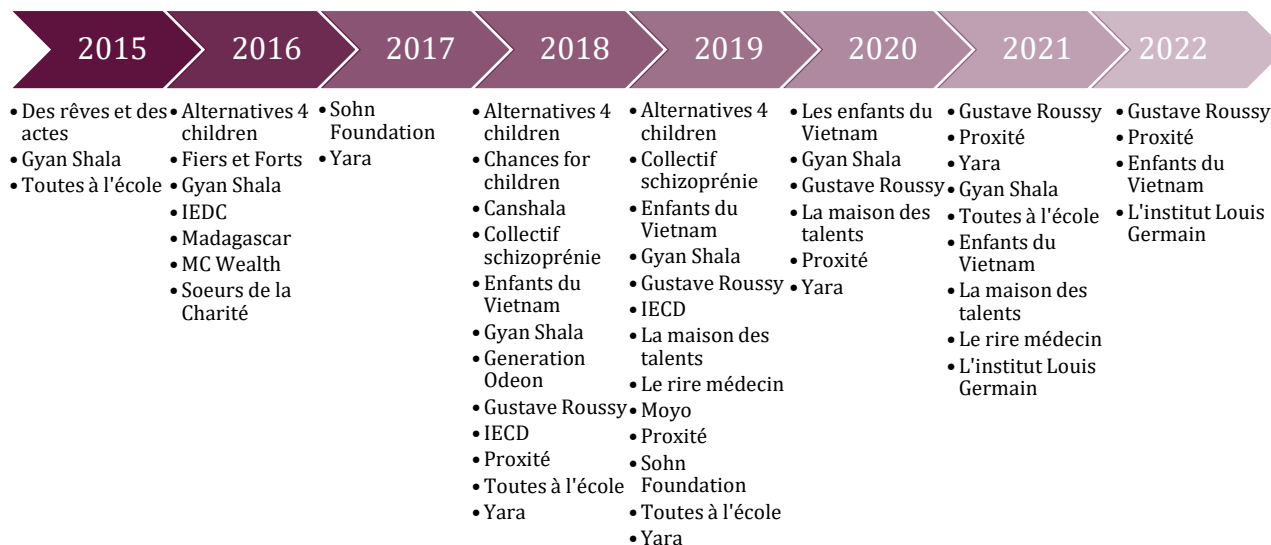 2015
2016
2017
2018
2019
2020
2021
2022
• Des rêves et des
actes
• Gyan Shala
• Toutes à l'école
• Alternatives 4
children
• Fiers et Forts
• Gyan Shala
• IEDC
• Madagascar
• MC Wealth
• Soeurs de la
Charité
• Sohn
Foundation
• Yara
• Alternatives 4
children
• Chances for
children
• Canshala
• Collectif
schizoprénie
• Enfants du
Vietnam
• Gyan Shala
• Generation
Odeon
• Gustave Roussy
• IECD
• Proxité
• Toutes à l'école
• Yara
• Alternatives 4
children
• Collectif
schizoprénie
• Enfants du
Vietnam
• Gyan Shala
• Gustave Roussy
• IECD
• La maison des
talents
• Le rire médecin
• Moyo
• Proxité
• Sohn
Foundation
• Toutes à l'école
• Yara
• Les enfants du
Vietnam
• Gyan Shala
• Gustave Roussy
• La maison des
talents
• Proxité
• Yara
• Gustave Roussy
• Proxité
• Yara
• Gyan Shala
• Toutes à l'école
• Enfants du
Vietnam
• La maison des
talents
• Le rire médecin
• L'institut Louis
Germain
• Gustave Roussy
• Proxité
• Enfants du
Vietnam
• L'institut Louis
Germain